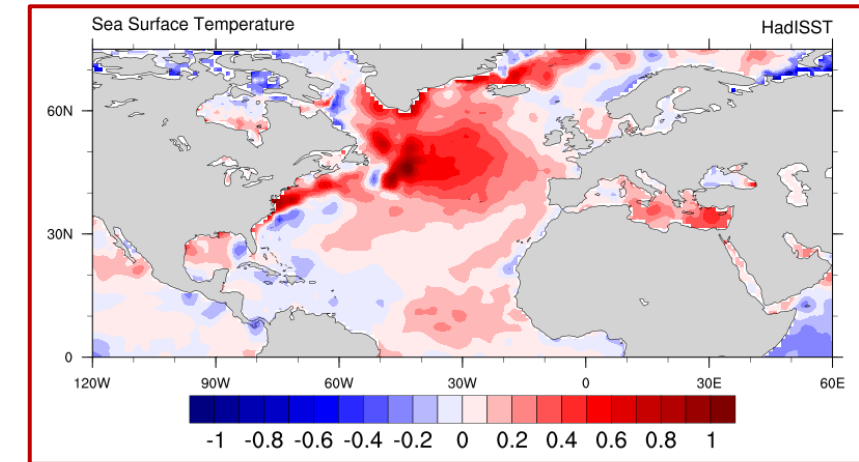 Sea Surface Temperature
HadISST
60N
30N
0
120W 90W 60W 30W 0 30E 60E
-1 -0.8 -0.6 -0.4 -0.2 0 0.2 0.4 0.6 0.8 1